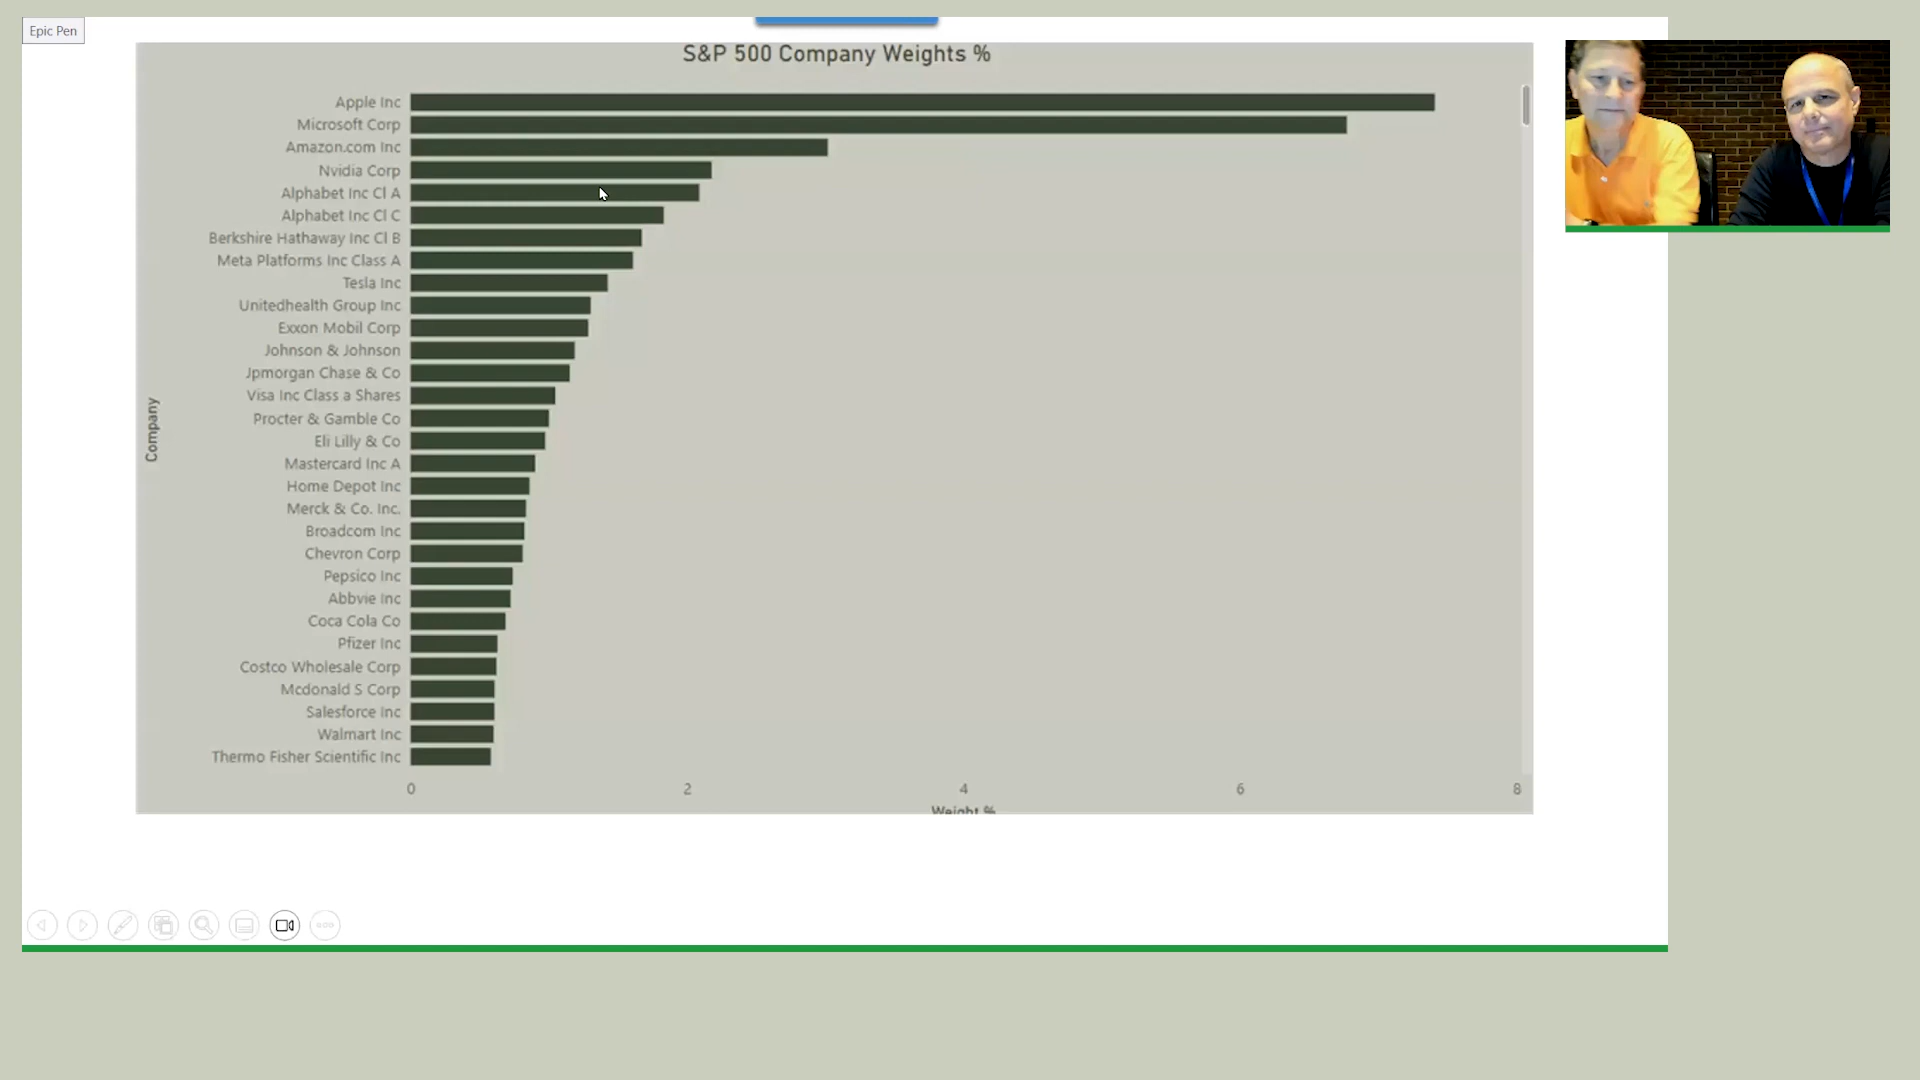 Epic Pen
S&P 500 Company Weights %
Apple Inc
Microsoft Corp
Amazon.com Inc
Nvidia Corp
Alphabet Inc Cl A
Alphabet Inc Cl C
Berkshire Hathaway Inc Cl B
Meta Platforms Inc Class A
Tesla Inc
Unitedhealth Group Inc
Exxon Mobil Corp
Johnson & Johnson
Jpmorgan Chase & Co
Visa Inc Class a Shares
Procter & Gamble Co
Eli Lilly & Co
Mastercard Inc A
Home Depot Inc
Merck & Co. Inc.
Broadcom Inc
Chevron Corp
Pepsico Inc
Abbvie Inc
Coca Cola Co
Pfizer Inc
Costco Wholesale Corp
Mcdonald S Corp
Salesforce Inc
Walmart Inc
Thermo Fisher Scientific Inc
Company
0 2 4 6 8
Weight %